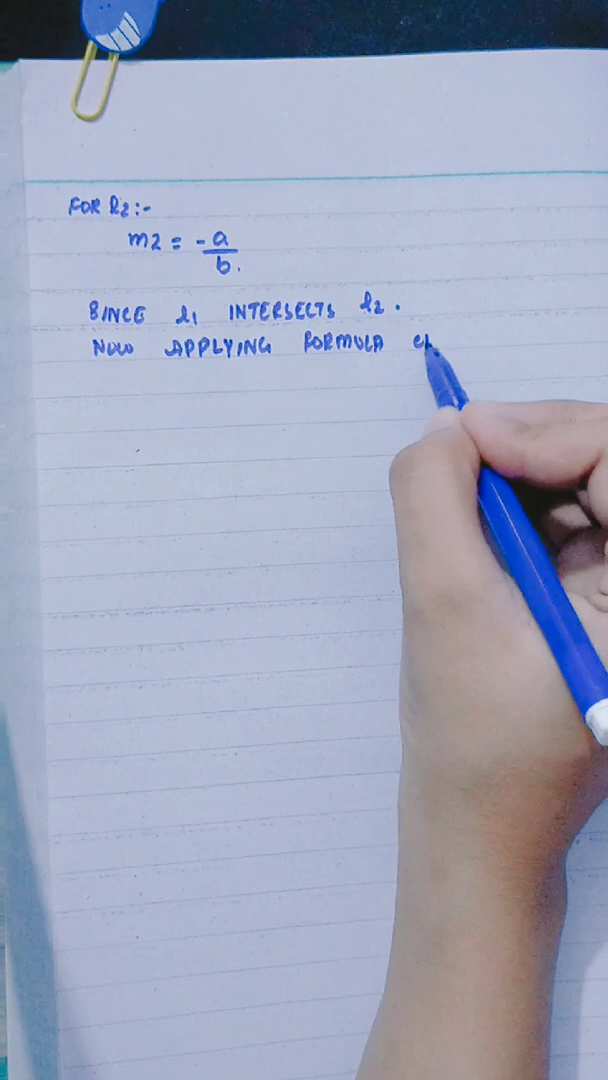 FOR l2:-
m2 = -a/b.
SINCE l1 INTERSECTS l2.
NOW APPLYING FORMULA